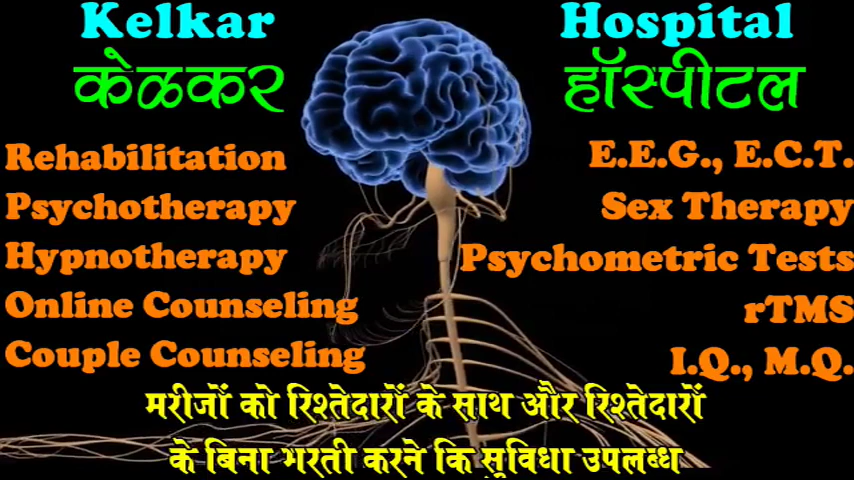 Kelkar Hospital
केळकर हॉस्पीटल
Rehabilitation
Psychotherapy
Hypnotherapy
Online Counseling
Couple Counseling
E.E.G., E.C.T.
Sex Therapy
Psychometric Tests
rTMS
I.Q., M.Q.
मरीजों को रिश्तेदारों के साथ और रिश्तेदारों
के बिना भरती करने कि सुविधा उपलब्ध